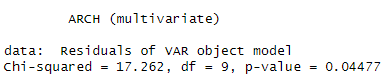 ARCH (multivariate)
data:  Residuals of VAR object model
Chi-squared = 17.262, df = 9, p-value = 0.04477